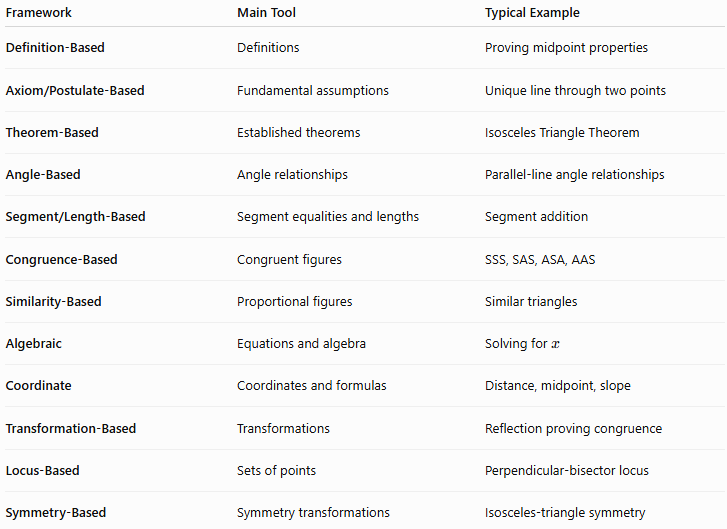 Framework Main Tool Typical Example
Definition-Based Definitions Proving midpoint properties
Axiom/Postulate-Based Fundamental assumptions Unique line through two points
Theorem-Based Established theorems Isosceles Triangle Theorem
Angle-Based Angle relationships Parallel-line angle relationships
Segment/Length-Based Segment equalities and lengths Segment addition
Congruence-Based Congruent figures SSS, SAS, ASA, AAS
Similarity-Based Proportional figures Similar triangles
Algebraic Equations and algebra Solving for x
Coordinate Coordinates and formulas Distance, midpoint, slope
Transformation-Based Transformations Reflection proving congruence
Locus-Based Sets of points Perpendicular-bisector locus
Symmetry-Based Symmetry transformations Isosceles-triangle symmetry